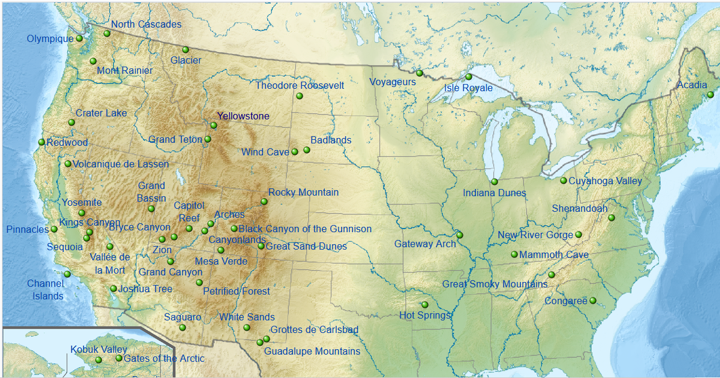 North Cascades
Olympique
Glacier
Mont Rainier
Voyageurs
Isle Royale
Theodore Roosevelt
Acadia
Crater Lake
Yellowstone
Redwood
Grand Teton
Badlands
Wind Cave
Volcanique de Lassen
Cuyahoga Valley
Indiana Dunes
Grand
Bassin
Rocky Mountain
Yosemite
Capitol
Reef
Arches
Shenandoah
Pinnacles
Kings Canyon
Bryce Canyon
Black Canyon of the Gunnison
New River Gorge
Sequoia
Zion
Canyonlands
Great Sand Dunes
Gateway Arch
Mammoth Cave
Vallée de
la Mort
Mesa Verde
Grand Canyon
Great Smoky Mountains
Channel
Islands
Joshua Tree
Petrified Forest
Congaree
Hot Springs
Saguaro
White Sands
Grottes de Carlsbad
Guadalupe Mountains
Kobuk Valley
Gates of the Arctic